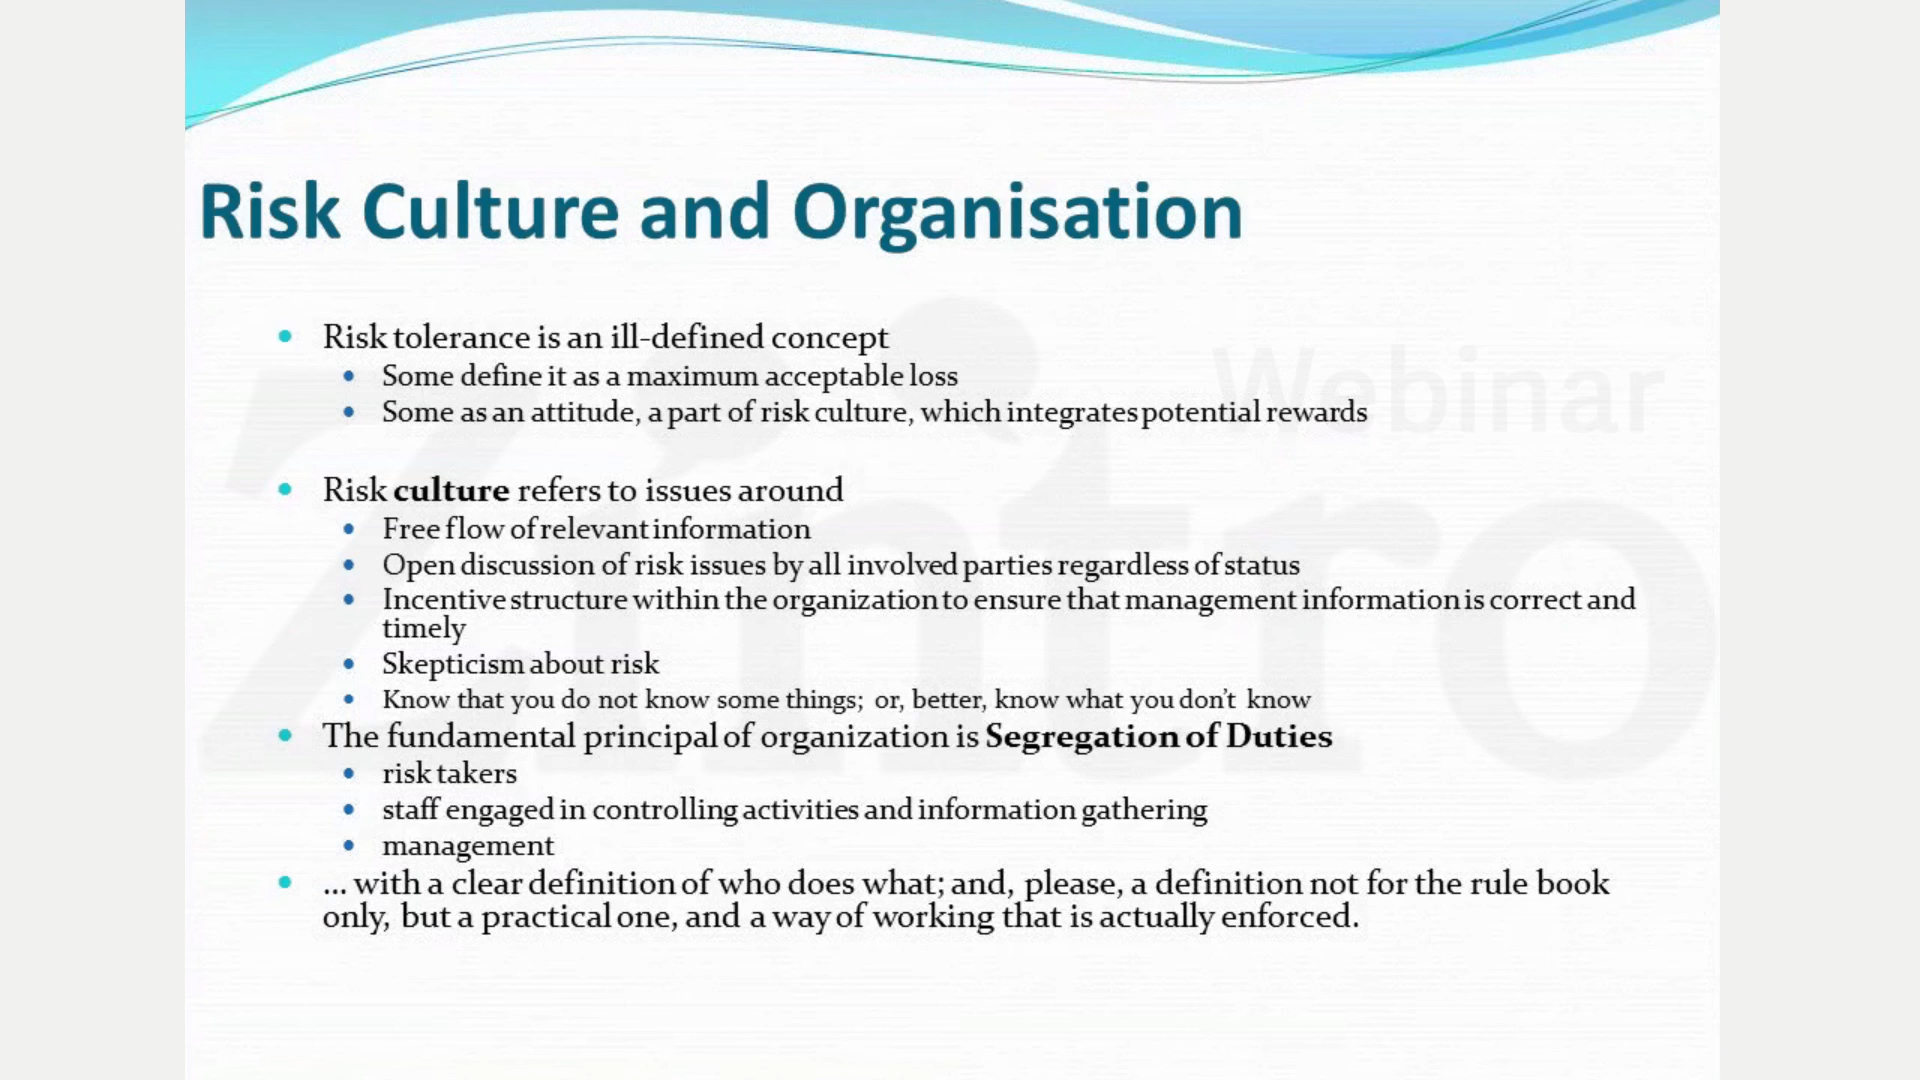 Risk Culture and Organisation
Webinar
Zintro
• Risk tolerance is an ill-defined concept
• Some define it as a maximum acceptable loss
• Some as an attitude, a part of risk culture, which integrates potential rewards
• Risk culture refers to issues around
• Free flow of relevant information
• Open discussion of risk issues by all involved parties regardless of status
• Incentive structure within the organization to ensure that management information is correct and
timely
• Skepticism about risk
• Know that you do not know some things; or, better, know what you don't know
• The fundamental principal of organization is Segregation of Duties
• risk takers
• staff engaged in controlling activities and information gathering
• management
• ... with a clear definition of who does what; and, please, a definition not for the rule book
only, but a practical one, and a way of working that is actually enforced.